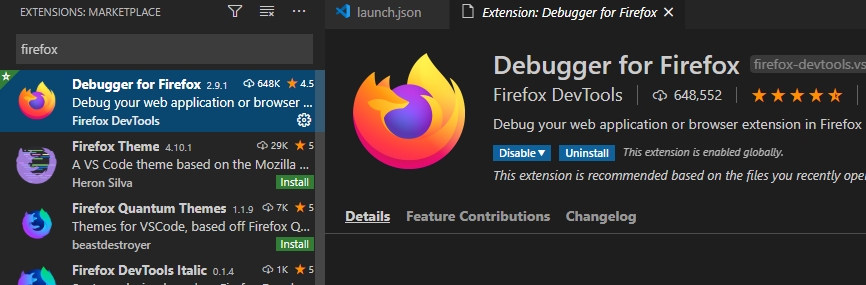 EXTENSIONS: MARKETPLACE
firefox
Debugger for Firefox 2.9.1 648K 4.5
Debug your web application or browser ...
Firefox DevTools
Firefox Theme 4.10.1 29K 5
A VS Code theme based on the Mozilla ...
Heron Silva Install
Firefox Quantum Themes 1.1.9 7K 5
Themes for VSCode, based off Firefox Q...
beastdestroyer Install
Firefox DevTools Italic 0.1.4 1K 5
launch.json Extension: Debugger for Firefox
Debugger for Firefox firefox-devtools.vs
Firefox DevTools 648,552
Debug your web application or browser extension in Firefox
Disable Uninstall This extension is enabled globally.
This extension is recommended based on the files you recently ope
Details Feature Contributions Changelog